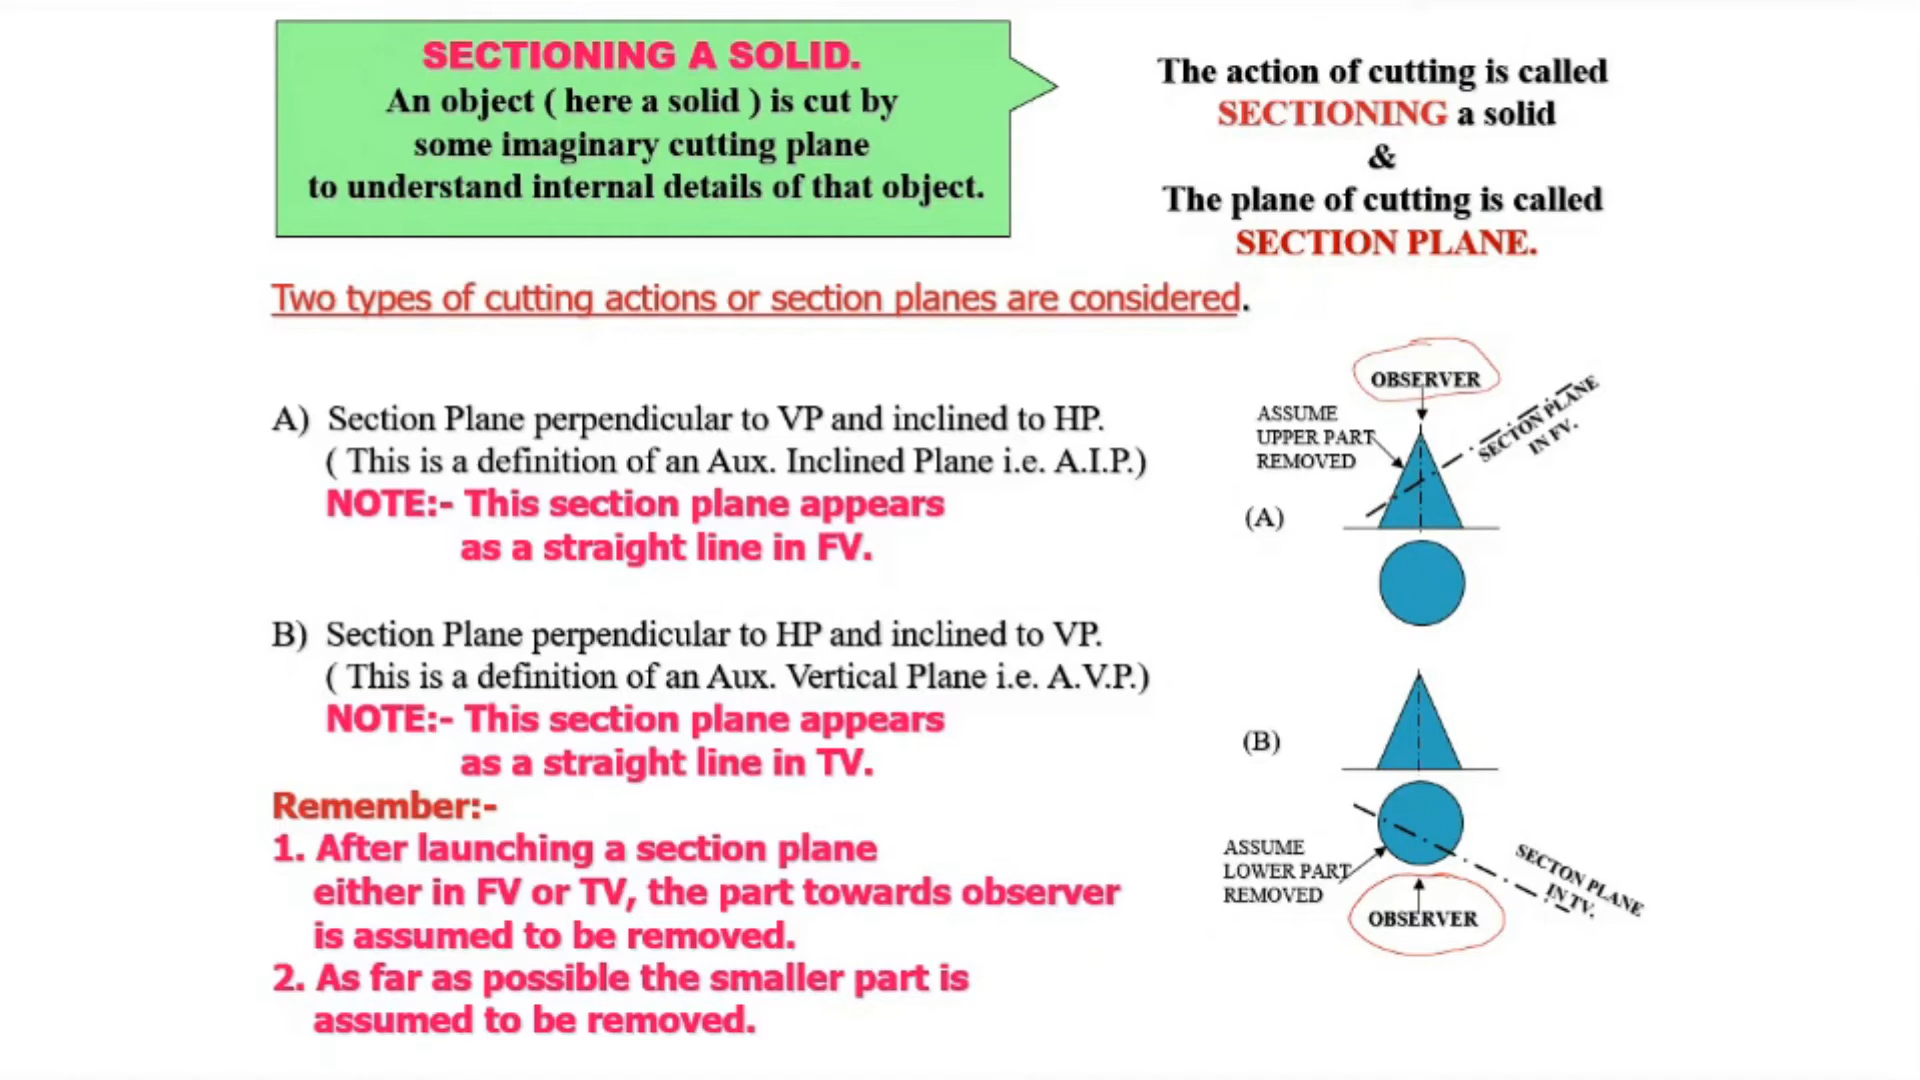 SECTIONING A SOLID.
An object ( here a solid ) is cut by
some imaginary cutting plane
to understand internal details of that object.
The action of cutting is called
SECTIONING a solid
&
The plane of cutting is called
SECTION PLANE.
Two types of cutting actions or section planes are considered.
A) Section Plane perpendicular to VP and inclined to HP.
( This is a definition of an Aux. Inclined Plane i.e. A.I.P.)
NOTE:- This section plane appears
as a straight line in FV.
OBSERVER
ASSUME
UPPER PART
REMOVED
SECTON PLANE
IN FV.
(A)
B) Section Plane perpendicular to HP and inclined to VP.
( This is a definition of an Aux. Vertical Plane i.e. A.V.P.)
NOTE:- This section plane appears
as a straight line in TV.
(B)
Remember:-
1. After launching a section plane
either in FV or TV, the part towards observer
is assumed to be removed.
2. As far as possible the smaller part is
assumed to be removed.
ASSUME
LOWER PART
REMOVED
SECTON PLANE
IN TV.
OBSERVER